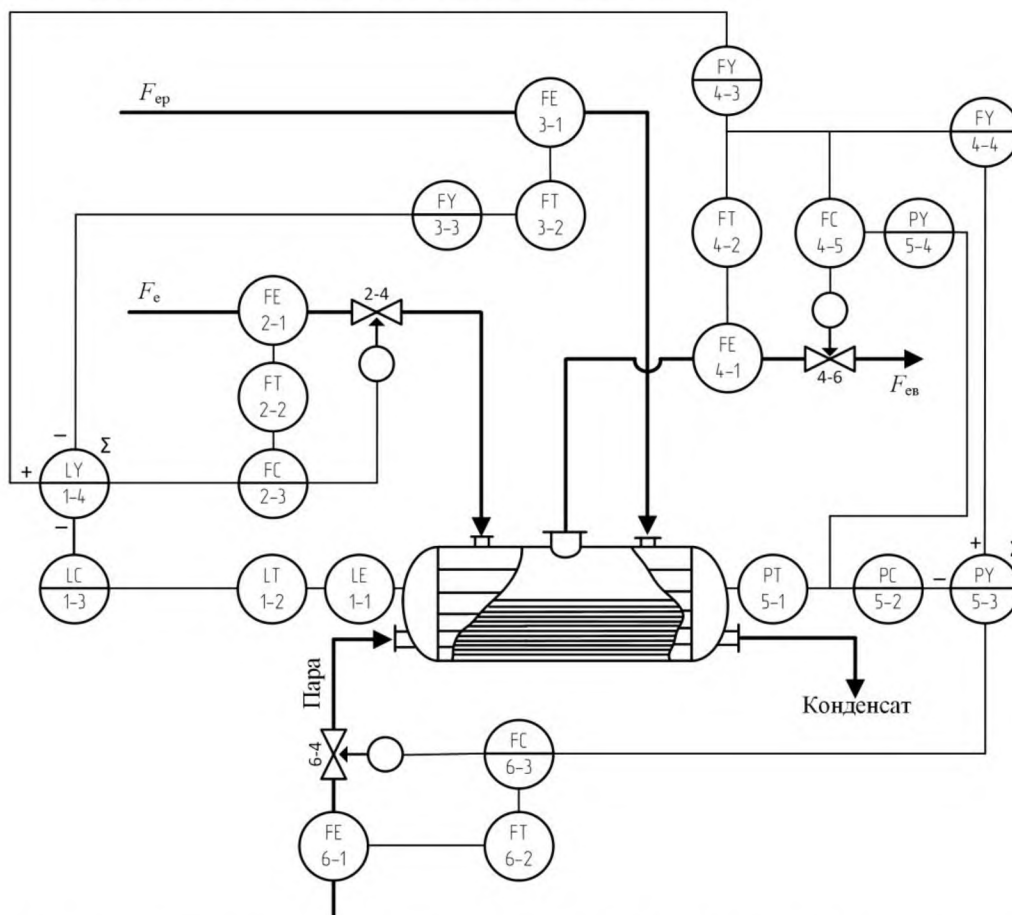 FY
4-3
Fер
FE
3-1
FY
4-4
FY
3-3
FT
3-2
FT
4-2
FC
4-5
PY
5-4
Fе
FE
2-1
2-4
FE
4-1
4-6
Fев
FT
2-2
–
Σ
+
LY
1-4
FC
2-3
–
LC
1-3
LT
1-2
LE
1-1
PT
5-1
PC
5-2
–
+
PY
5-3
Пара
Конденсат
6-4
FC
6-3
FE
6-1
FT
6-2